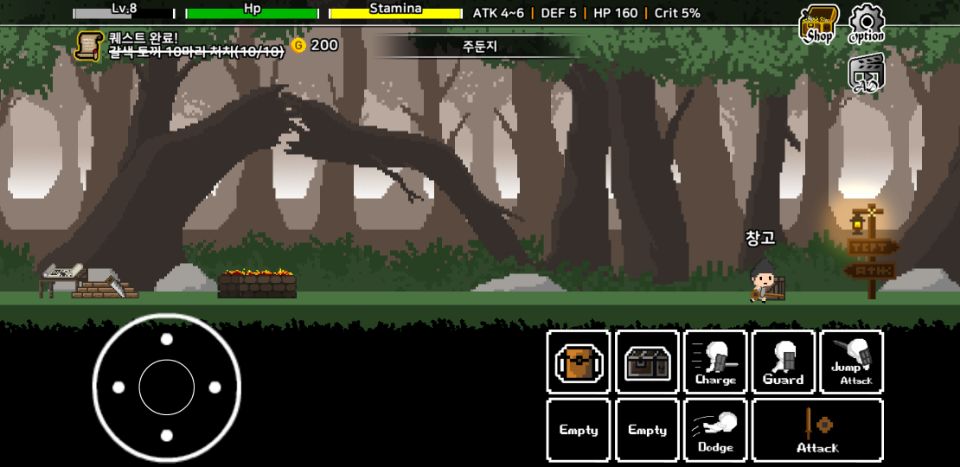 Lv.8
Hp
Stamina
ATK 4~6 | DEF 5 | HP 160 | Crit 5%
퀘스트 완료!
갈색 토끼 10마리 처치(10/10)
G 200
주둔지
Shop
Option
AD
창고
Charge
Guard
Jump
Attack
Empty
Empty
Dodge
Attack